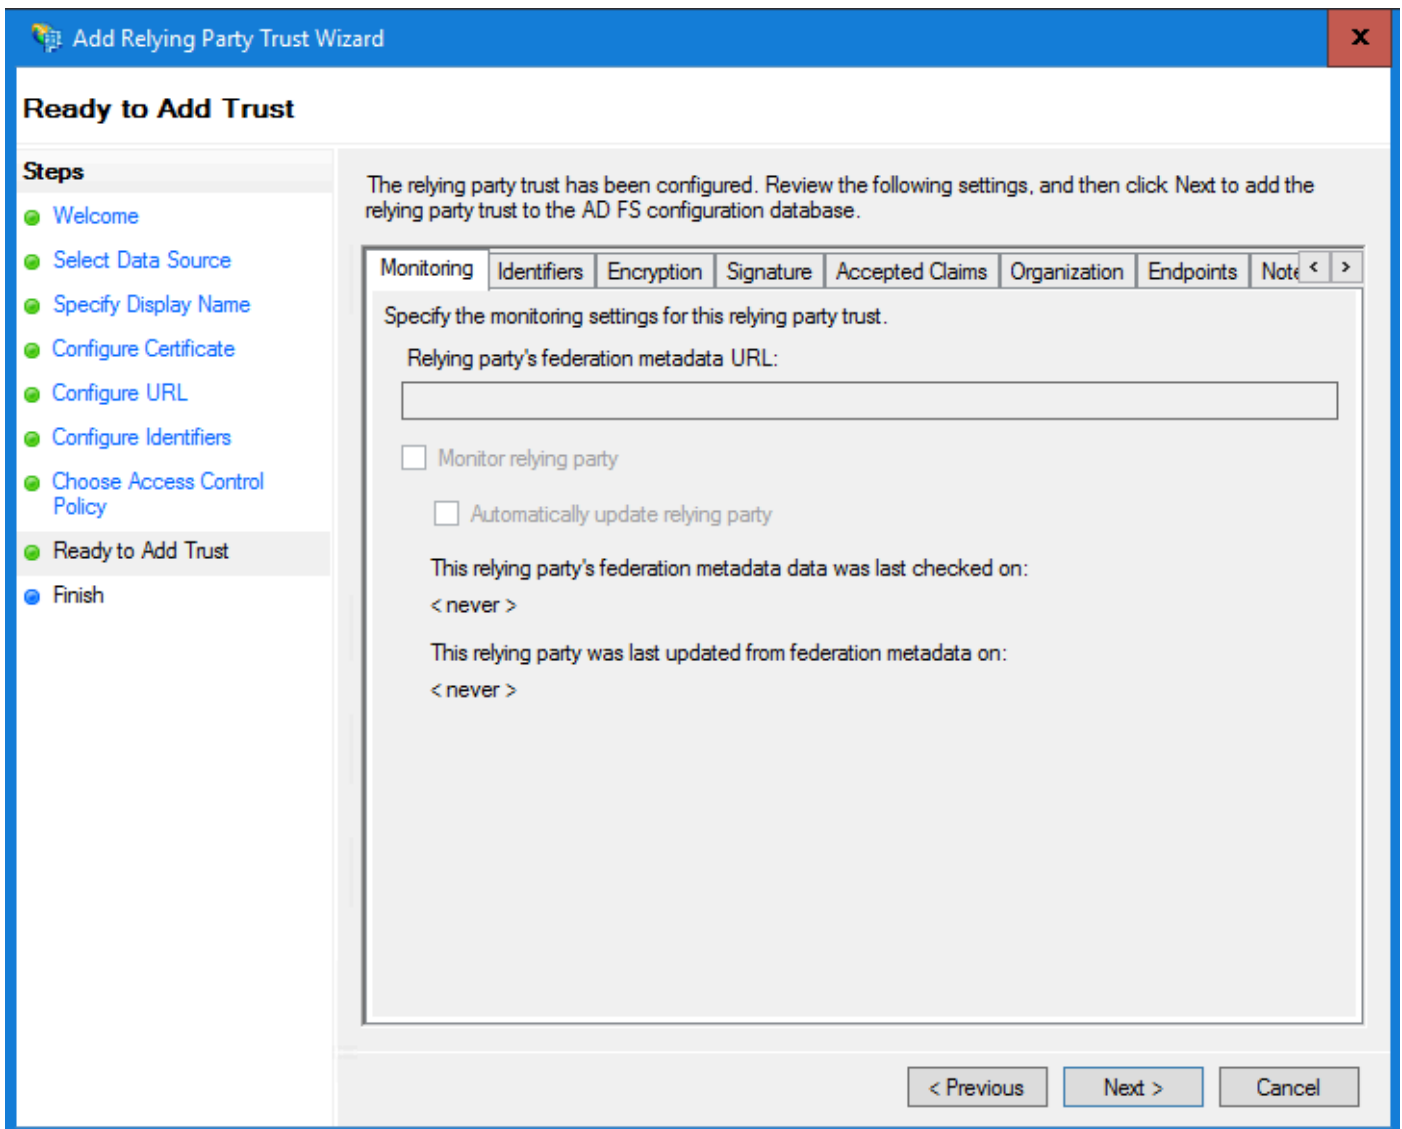 Add Relying Party Trust Wizard
x
Ready to Add Trust
Steps
Welcome
Select Data Source
Specify Display Name
Configure Certificate
Configure URL
Configure Identifiers
Choose Access Control
Policy
Ready to Add Trust
Finish
The relying party trust has been configured. Review the following settings, and then click Next to add the
relying party trust to the AD FS configuration database.
Monitoring Identifiers Encryption Signature Accepted Claims Organization Endpoints Note < >
Specify the monitoring settings for this relying party trust.
Relying party's federation metadata URL:
Monitor relying party
Automatically update relying party
This relying party's federation metadata data was last checked on:
< never >
This relying party was last updated from federation metadata on:
< never >
< Previous Next > Cancel